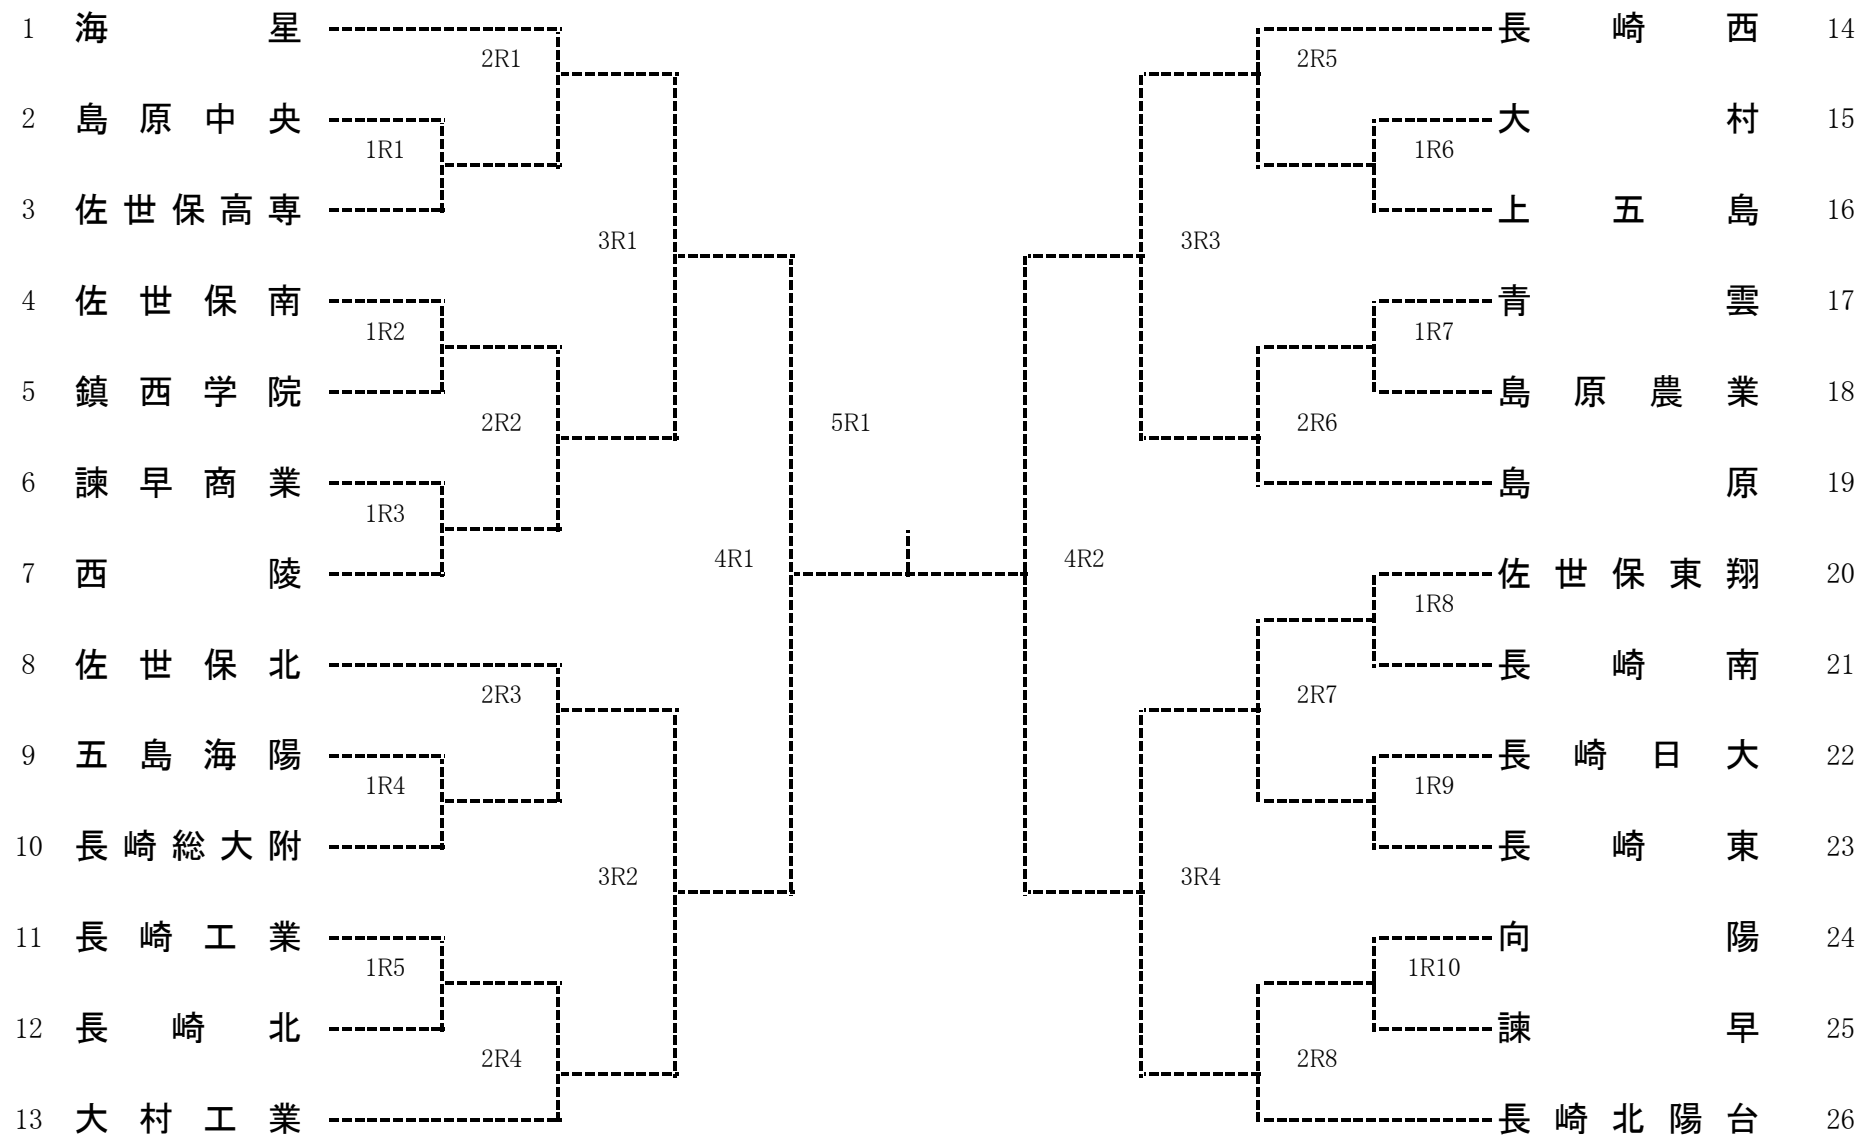 1 海星 長崎西 14
2R1 2R5
2 島原中央 大村 15
1R1 1R6
3 佐世保高専 上五島 16
3R1 3R3
4 佐世保南 青雲 17
1R2 1R7
5 鎮西学院 島原農業 18
2R2 5R1 2R6
6 諫早商業 島原 19
1R3
4R1 4R2
7 西陵 佐世保東翔 20
1R8
8 佐世保北 長崎南 21
2R3 2R7
9 五島海陽 長崎日大 22
1R4 1R9
10 長崎総大附 長崎東 23
3R2 3R4
11 長崎工業 向陽 24
1R5 1R10
12 長崎北 諫早 25
2R4 2R8
13 大村工業 長崎北陽台 26